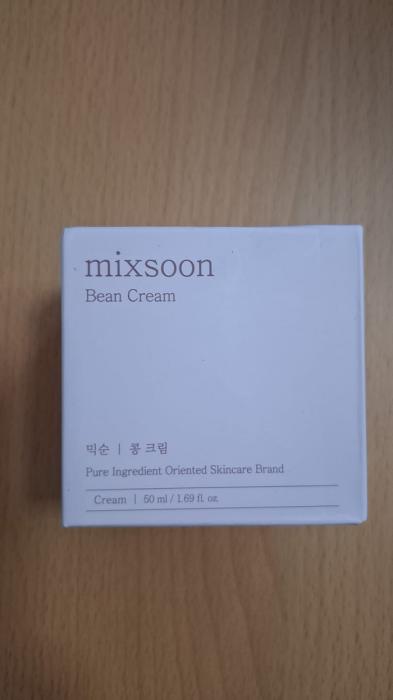 mixsoon
Bean Cream
믹순 | 콩 크림
Pure Ingredient Oriented Skincare Brand
Cream | 50 ml / 1.69 fl. oz.